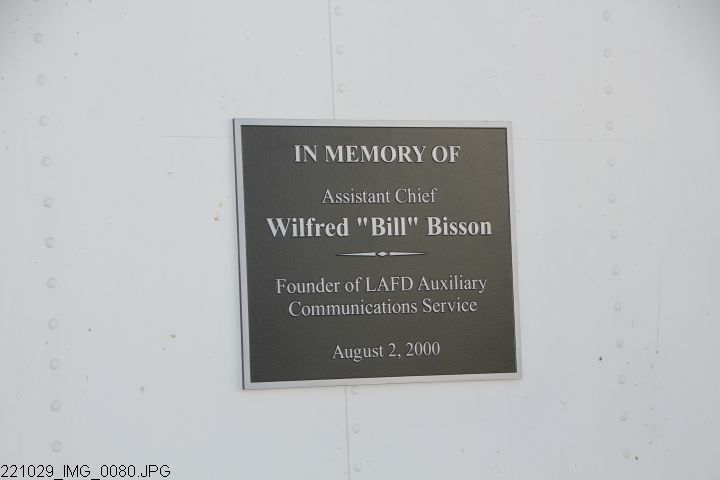 IN MEMORY OF
Assistant Chief
Wilfred "Bill" Bisson
Founder of LAFD Auxiliary
Communications Service
August 2, 2000
221029_IMG_0080.JPG